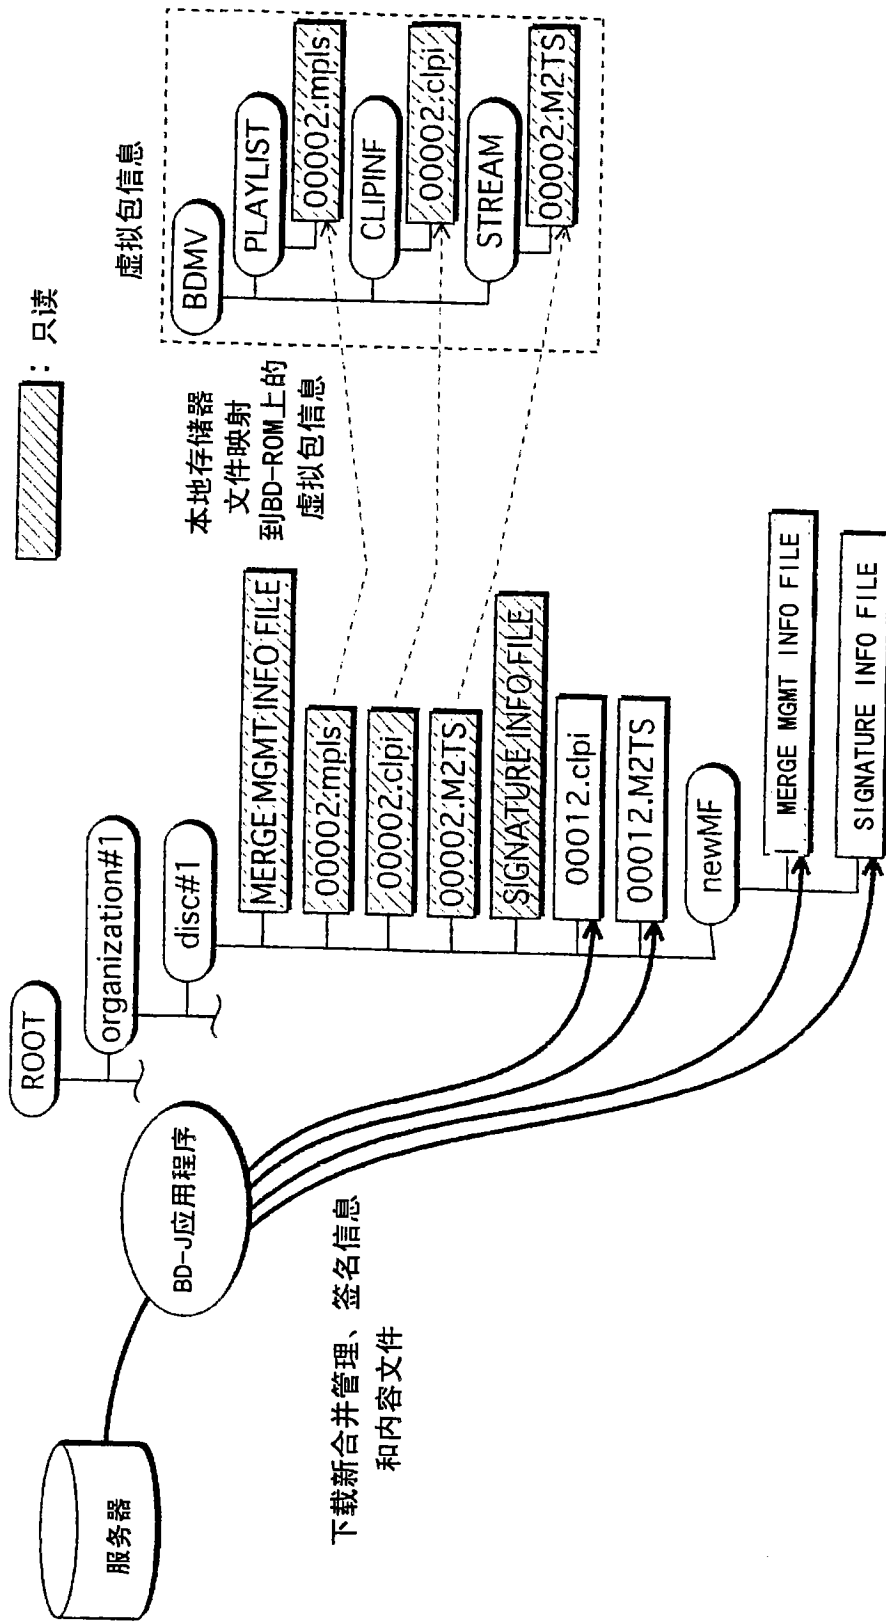 : 只读
虚拟包信息
BDMV
PLAYLIST
00002.mpls
CLIPINF
00002.clpi
STREAM
00002.M2TS
本地存储器
文件映射
到BD-ROM上的
虚拟包信息
ROOT
organization#1
disc#1
MERGE MGMT INFO FILE
00002.mpls
00002.clpi
00002.M2TS
SIGNATURE INFO FILE
00012.clpi
00012.M2TS
newMF
MERGE MGMT INFO FILE
SIGNATURE INFO FILE
服务器
BD-J应用程序
下载新合并管理、签名信息
和内容文件